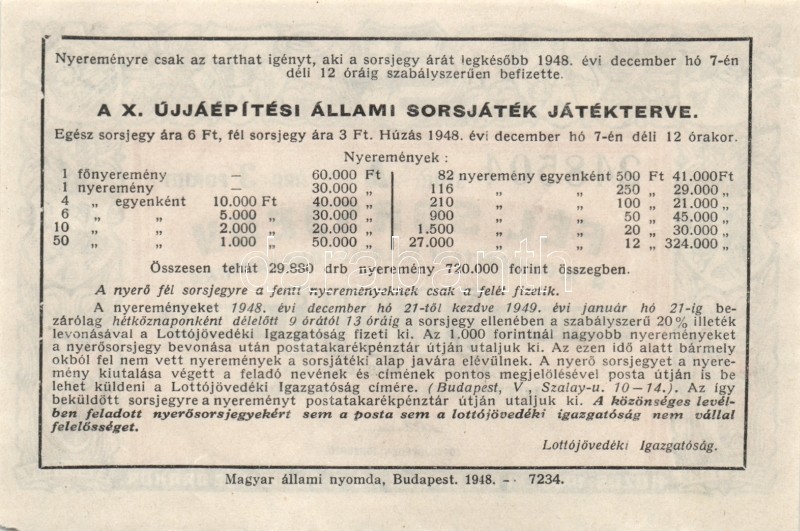 Nyereményre csak az tarthat igényt, aki a sorsjegy árát legkésőbb 1948. évi december hó 7-én
déli 12 óráig szabályszerűen befizette.
A X. ÚJJÁÉPÍTÉSI ÁLLAMI SORSJÁTÉK JÁTÉKTERVE.
Egész sorsjegy ára 6 Ft, fél sorsjegy ára 3 Ft. Húzás 1948. évi december hó 7-én déli 12 órakor.
Nyeremények :
1 főnyeremény — 60.000 Ft
1 nyeremény — 30.000 „
4 „ egyenként 10.000 Ft 40.000 „
6 „ „ 5.000 „ 30.000 „
10 „ „ 2.000 „ 20.000 „
50 „ „ 1.000 „ 50.000 „
82 nyeremény egyenként 500 Ft 41.000 Ft
116 „ „ 250 „ 29.000 „
210 „ „ 100 „ 21.000 „
900 „ „ 50 „ 45.000 „
1.500 „ „ 20 „ 30.000 „
27.000 „ „ 12 „ 324.000 „
Összesen tehát 29.880 drb nyeremény 720.000 forint összegben.
A nyerő fél sorsjegyre a fenti nyereményeknek csak a felét fizetik.
A nyereményeket 1948. évi december hó 21-től kezdve 1949. évi január hó 21-ig be-
zárólag hétköznaponként délelőtt 9 órától 13 óráig a sorsjegy ellenében a szabályszerű 20% illeték
levonásával a Lottójövedéki Igazgatóság fizeti ki. Az 1.000 forintnál nagyobb nyereményeket
a nyerősorsjegy bevonása után postatakarékpénztár útján utaljuk ki. Az ezen idő alatt bármely
okból fel nem vett nyeremények a sorsjátéki alap javára elévülnek. A nyerő sorsjegyet a nyere-
mény kiutalása végett a feladó nevének és címének pontos megjelölésével posta útján is be
lehet küldeni a Lottójövedéki Igazgatóság címére. (Budapest, V., Szalay-u. 10—14.). Az így
beküldött sorsjegyre a nyereményt postatakarékpénztár útján utaljuk ki. A közönséges levél-
ben feladott nyerősorsjegyekért sem a posta sem a lottójövedéki igazgatóság nem vállal
felelősséget.
Lottójövedéki Igazgatóság.
Magyar állami nyomda, Budapest. 1948. — 7234.
darabanth